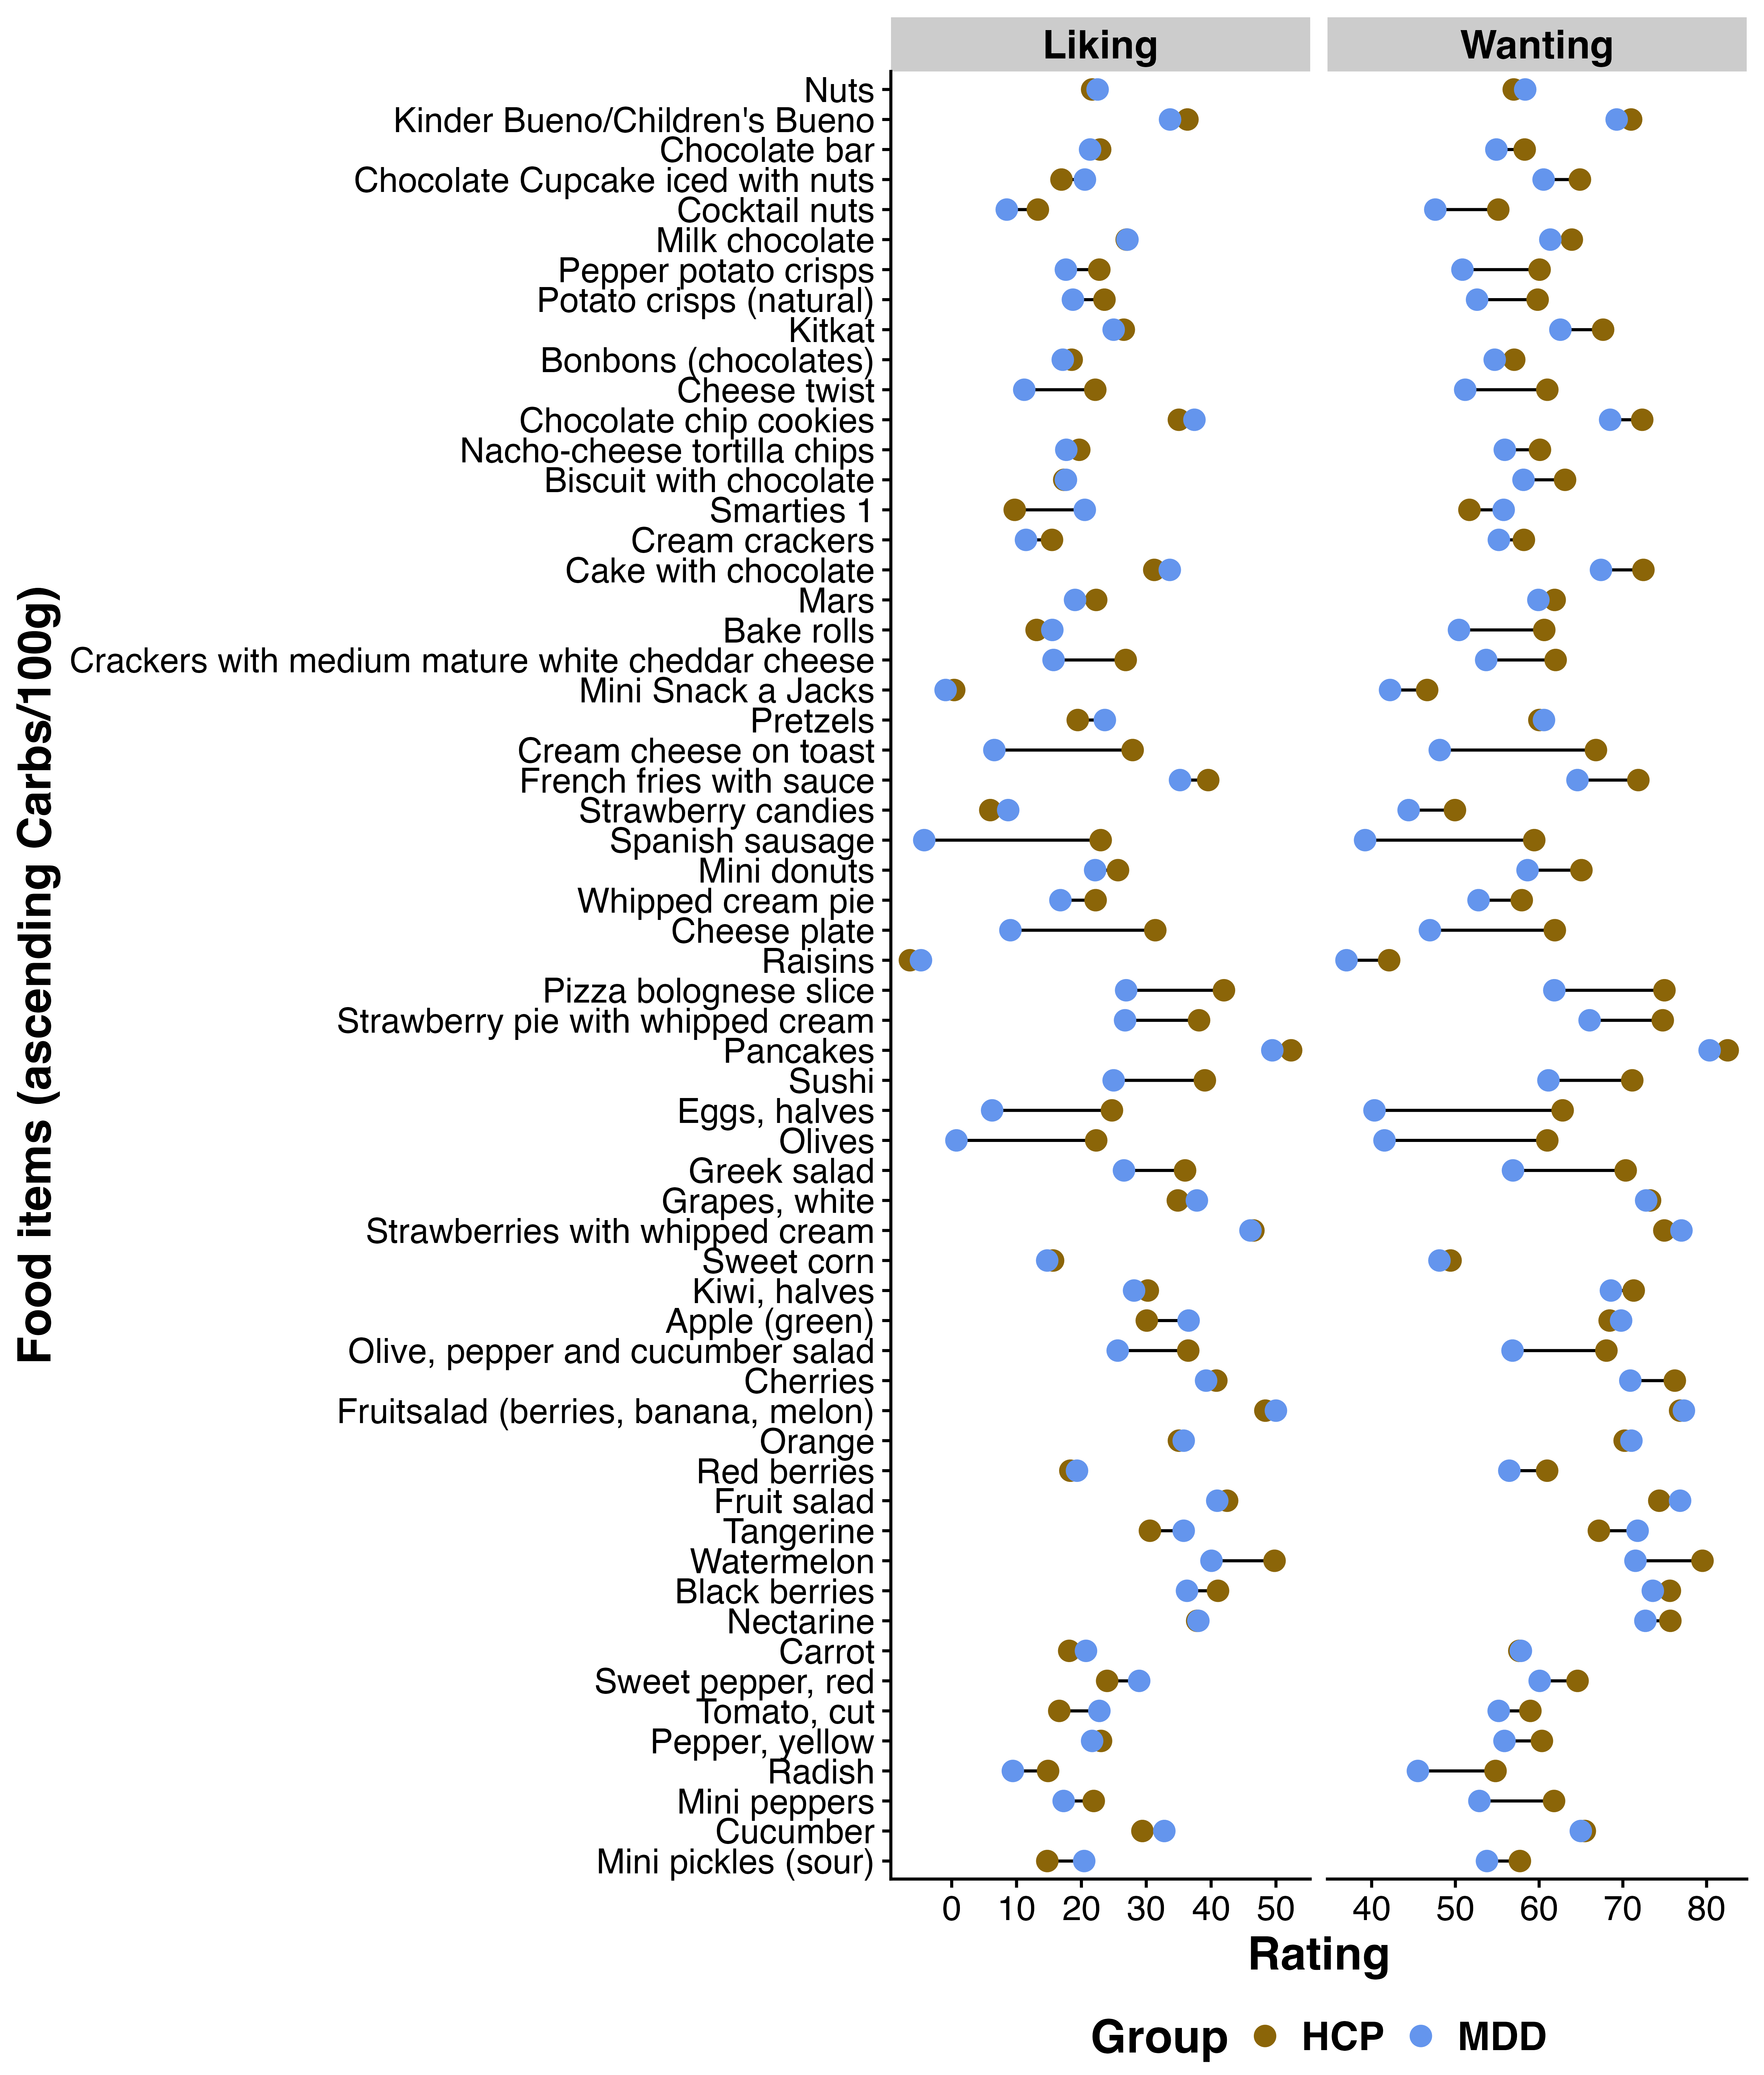 Liking
Wanting
Food items (ascending Carbs/100g)
Nuts
Kinder Bueno/Children's Bueno
Chocolate bar
Chocolate Cupcake iced with nuts
Cocktail nuts
Milk chocolate
Pepper potato crisps
Potato crisps (natural)
Kitkat
Bonbons (chocolates)
Cheese twist
Chocolate chip cookies
Nacho-cheese tortilla chips
Biscuit with chocolate
Smarties 1
Cream crackers
Cake with chocolate
Mars
Bake rolls
Crackers with medium mature white cheddar cheese
Mini Snack a Jacks
Pretzels
Cream cheese on toast
French fries with sauce
Strawberry candies
Spanish sausage
Mini donuts
Whipped cream pie
Cheese plate
Raisins
Pizza bolognese slice
Strawberry pie with whipped cream
Pancakes
Sushi
Eggs, halves
Olives
Greek salad
Grapes, white
Strawberries with whipped cream
Sweet corn
Kiwi, halves
Apple (green)
Olive, pepper and cucumber salad
Cherries
Fruitsalad (berries, banana, melon)
Orange
Red berries
Fruit salad
Tangerine
Watermelon
Black berries
Nectarine
Carrot
Sweet pepper, red
Tomato, cut
Pepper, yellow
Radish
Mini peppers
Cucumber
Mini pickles (sour)
0 10 20 30 40 50
40 50 60 70 80
Rating
Group HCP MDD